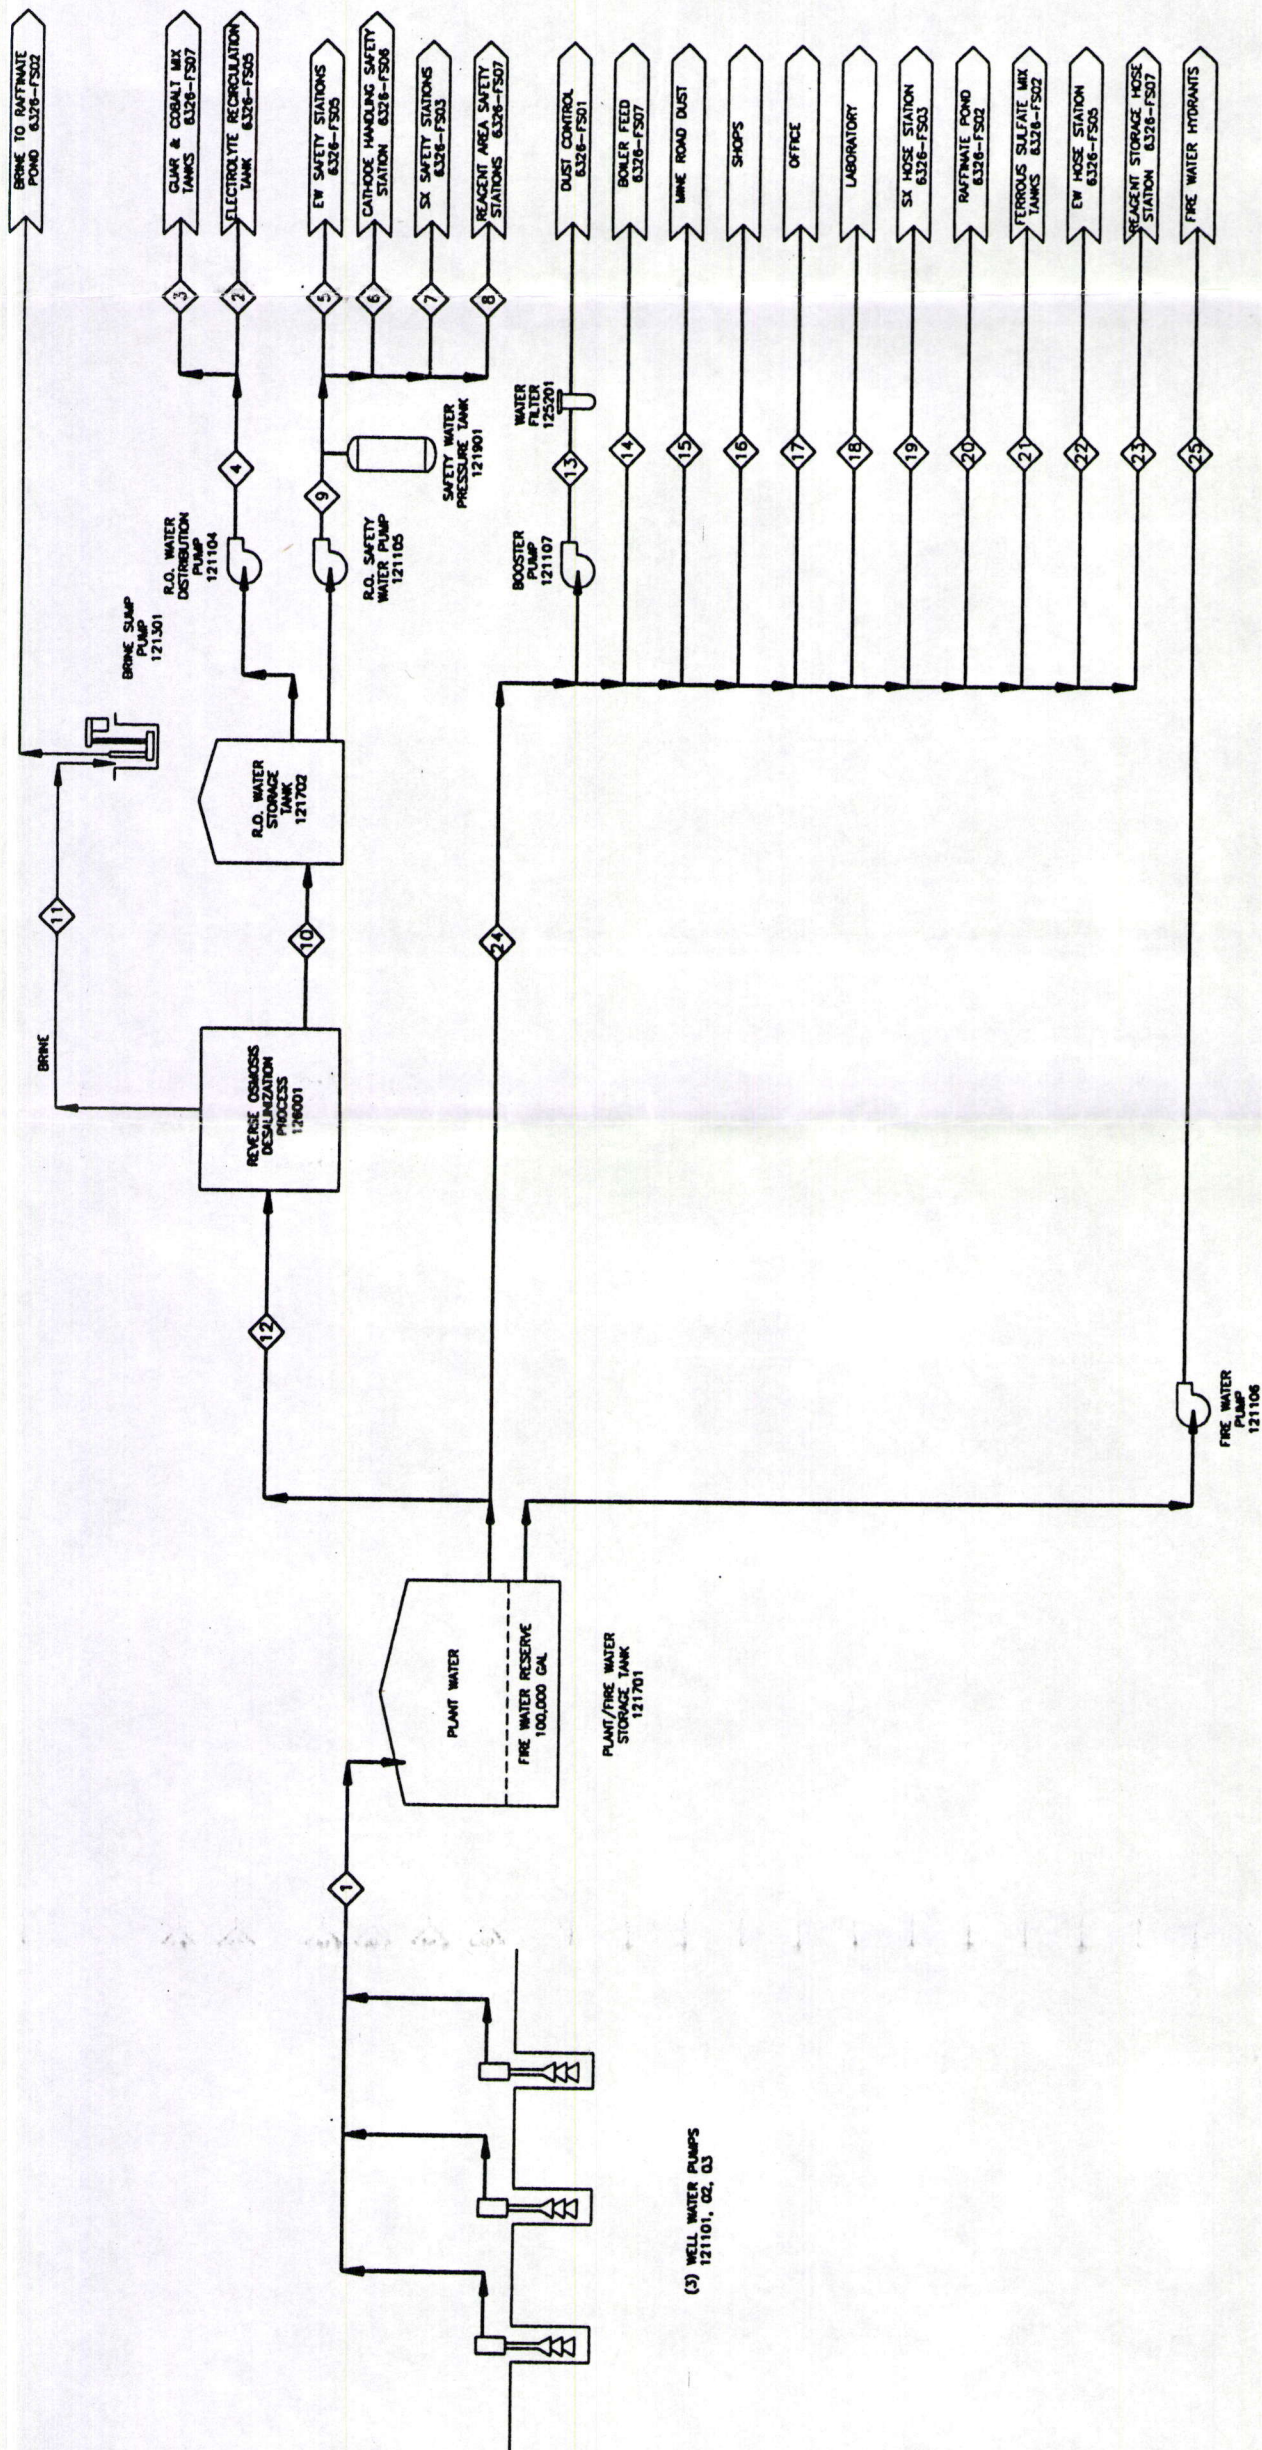 BRINE TO RAFFINATE
POND 6326-FS02
GUAR & COBALT MIX
TANKS 6326-FS07
ELECTROLYTE RECIRCULATION
TANK 6326-FS05
EW SAFETY STATIONS
6326-FS05
CATHODE HANDLING SAFETY
STATION 6326-FS06
SX SAFETY STATIONS
6326-FS03
REAGENT AREA SAFETY
STATIONS 6326-FS07
DUST CONTROL
6326-FS01
BOILER FEED
6326-FS07
MINE ROAD DUST
SHOPS
OFFICE
LABORATORY
SX HOSE STATION
6326-FS03
RAFFINATE POND
6326-FS02
FERROUS SULFATE MIX
TANKS 6326-FS02
EW HOSE STATION
6326-FS05
REAGENT STORAGE HOSE
STATION 6326-FS07
FIRE WATER HYDRANTS
3
2
5
6
7
8
4
9
13
14
15
16
17
18
19
20
21
22
23
25
WATER
FILTER
125201
SAFETY WATER
PRESSURE TANK
121901
R.O. WATER
DISTRIBUTION
PUMP
121104
R.O. SAFETY
WATER PUMP
121105
BOOSTER
PUMP
121107
BRINE SUMP
PUMP
121301
R.O. WATER
STORAGE
TANK
121702
11
10
24
BRINE
REVERSE OSMOSIS
DESALINIZATION
PROCESS
126001
12
FIRE WATER
PUMP
121106
PLANT WATER
FIRE WATER RESERVE
100,000 GAL
PLANT/FIRE WATER
STORAGE TANK
121701
1
(3) WELL WATER PUMPS
121101, 02, 03